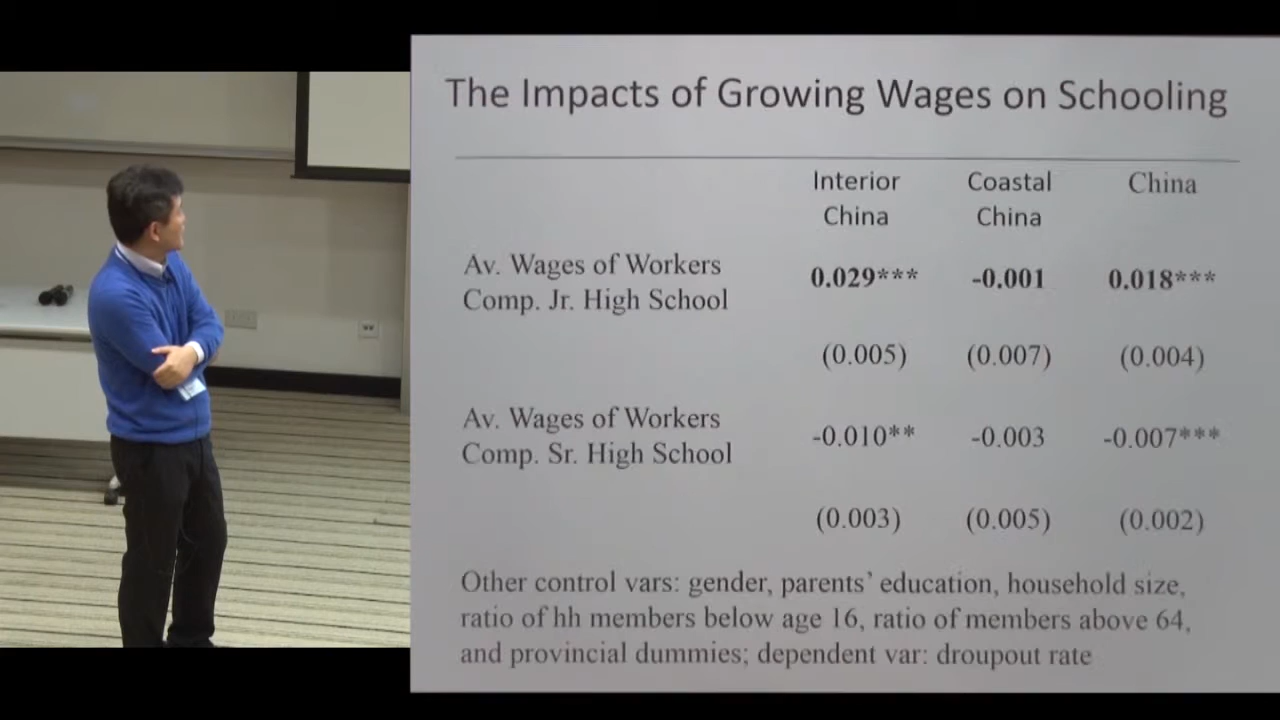 The Impacts of Growing Wages on Schooling
Interior China
Coastal China
China
Av. Wages of Workers
Comp. Jr. High School
0.029*** -0.001 0.018***
(0.005) (0.007) (0.004)
Av. Wages of Workers
Comp. Sr. High School
-0.010** -0.003 -0.007***
(0.003) (0.005) (0.002)
Other control vars: gender, parents' education, household size,
ratio of hh members below age 16, ratio of members above 64,
and provincial dummies; dependent var: droupout rate